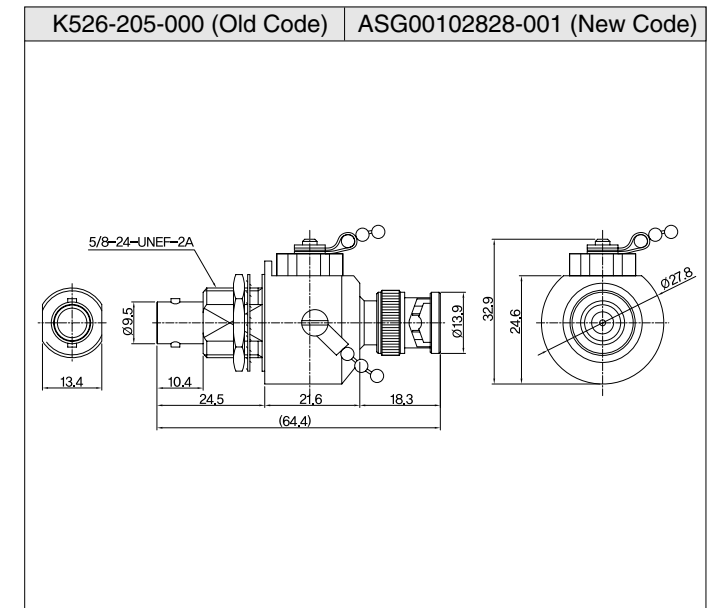 K526-205-000 (Old Code) ASG00102828-001 (New Code)
5/8-24-UNEF-2A
Ø9.5
13.4
10.4
24.5
21.6
18.3
(64.4)
Ø13.9
32.9
24.6
Ø27.8